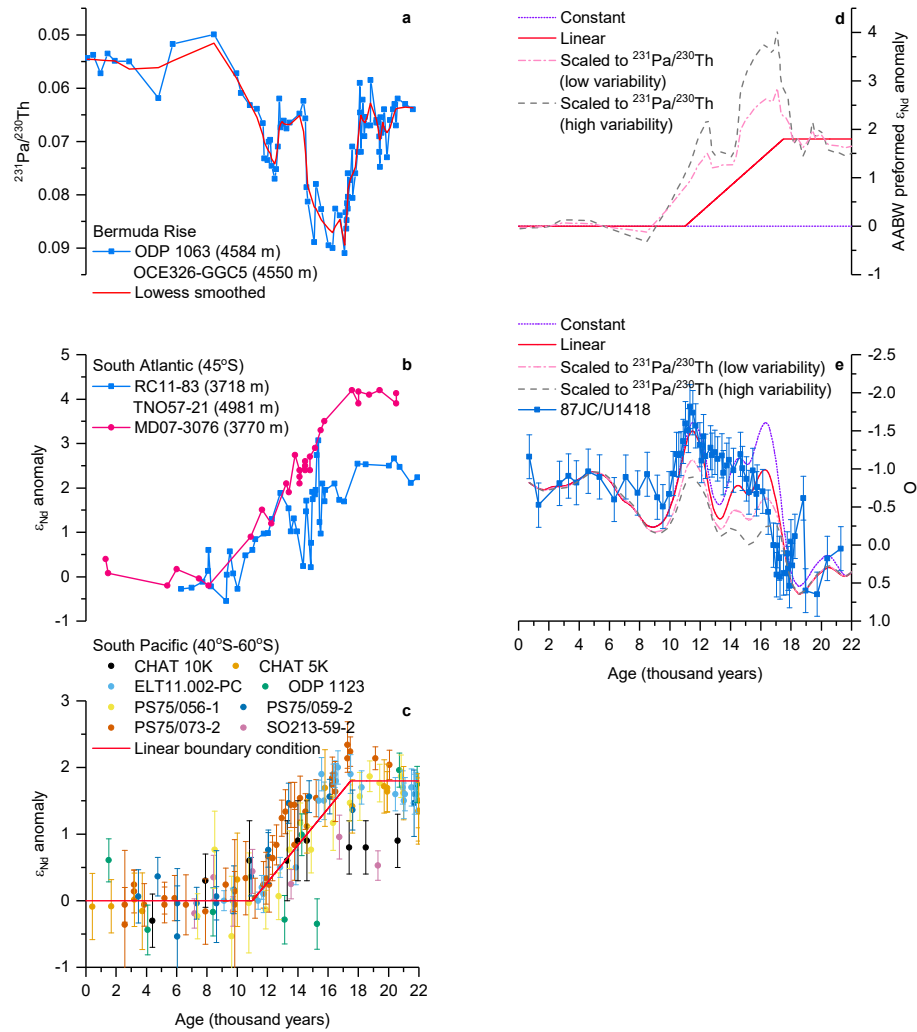 a
0.05
0.06
0.07
0.08
0.09
231Pa/230Th
Bermuda Rise
ODP 1063 (4584 m)
OCE326-GGC5 (4550 m)
Lowess smoothed
b
5
4
3
2
1
0
-1
εNd anomaly
South Atlantic (45°S)
RC11-83 (3718 m)
TNO57-21 (4981 m)
MD07-3076 (3770 m)
South Pacific (40°S-60°S)
CHAT 10K
CHAT 5K
ELT11.002-PC
ODP 1123
PS75/056-1
PS75/059-2
PS75/073-2
SO213-59-2
Linear boundary condition
c
3
2
1
0
-1
εNd anomaly
0 2 4 6 8 10 12 14 16 18 20 22
Age (thousand years)
Constant
d
Linear
Scaled to 231Pa/230Th
(low variability)
Scaled to 231Pa/230Th
(high variability)
4
3
2
1
0
-1
AABW preformed εNd anomaly
Constant
Linear
Scaled to 231Pa/230Th (low variability)
e
Scaled to 231Pa/230Th (high variability)
87JC/U1418
-2.5
-2.0
-1.5
-1.0
-0.5
0.0
0.5
1.0
O
0 2 4 6 8 10 12 14 16 18 20 22
Age (thousand years)